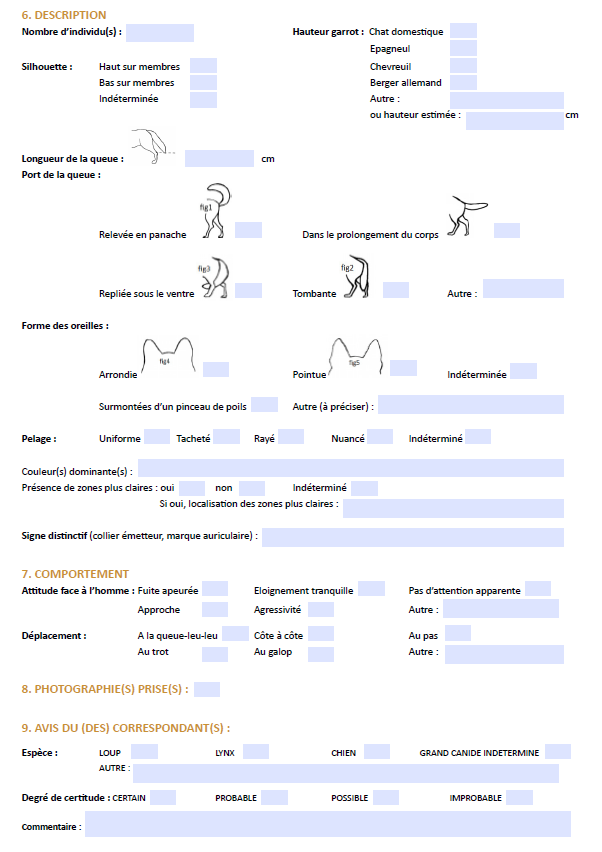 6. DESCRIPTION
Nombre d'individu(s) : Hauteur garrot : Chat domestique
Epagneul
Silhouette : Haut sur membres Chevreuil
Bas sur membres Berger allemand
Indéterminée Autre :
ou hauteur estimée : cm
Longueur de la queue : cm
Port de la queue :
fig1
Relevée en panache Dans le prolongement du corps
fig3 fig2
Repliée sous le ventre Tombante Autre :
Forme des oreilles :
fig4 fig5
Arrondie Pointue Indéterminée
Surmontées d'un pinceau de poils Autre (à préciser) :
Pelage : Uniforme Tacheté Rayé Nuancé Indéterminé
Couleur(s) dominante(s) :
Présence de zones plus claires : oui non Indéterminé
Si oui, localisation des zones plus claires :
Signe distinctif (collier émetteur, marque auriculaire) :
7. COMPORTEMENT
Attitude face à l'homme : Fuite apeurée Eloignement tranquille Pas d'attention apparente
Approche Agressivité Autre :
Déplacement : A la queue-leu-leu Côte à côte Au pas
Au trot Au galop Autre :
8. PHOTOGRAPHIE(S) PRISE(S) :
9. AVIS DU (DES) CORRESPONDANT(S) :
Espèce : LOUP LYNX CHIEN GRAND CANIDE INDETERMINE
AUTRE :
Degré de certitude : CERTAIN PROBABLE POSSIBLE IMPROBABLE
Commentaire :